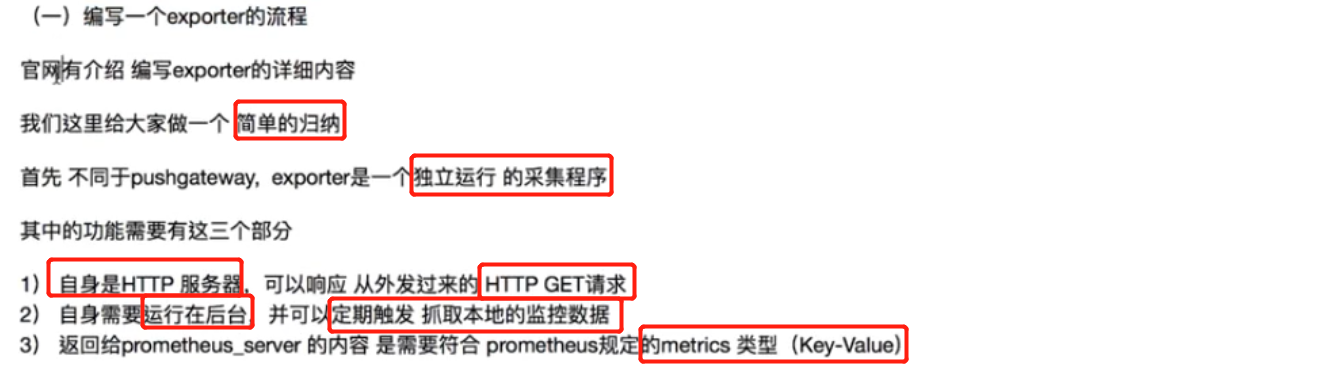 （一）编写一个exporter的流程
官网有介绍 编写exporter的详细内容
我们这里给大家做一个 简单的归纳
首先 不同于pushgateway，exporter是一个独立运行 的采集程序
其中的功能需要有这三个部分
1） 自身是HTTP 服务器，可以响应 从外发过来的 HTTP GET请求
2） 自身需要运行在后台，并可以定期触发 抓取本地的监控数据
3） 返回给prometheus_server 的内容 是需要符合 prometheus规定的metrics 类型（Key-Value）